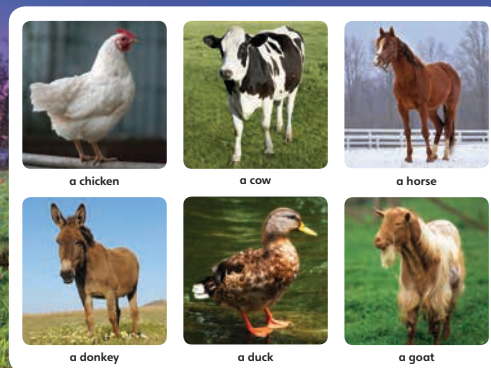 a chicken
a cow
a horse
a donkey
a duck
a goat